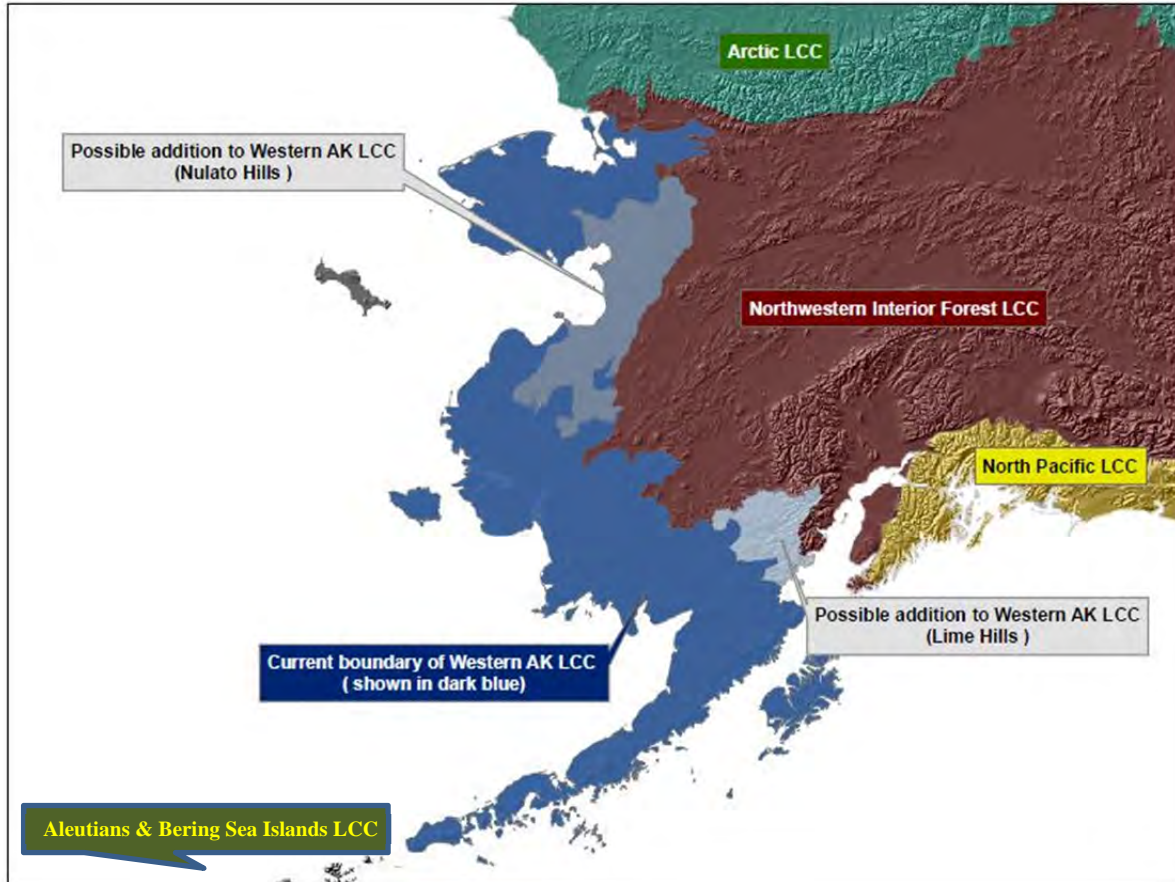 Arctic LCC
Possible addition to Western AK LCC
(Nulato Hills )
Northwestern Interior Forest LCC
North Pacific LCC
Possible addition to Western AK LCC
(Lime Hills )
Current boundary of Western AK LCC
( shown in dark blue)
Aleutians & Bering Sea Islands LCC